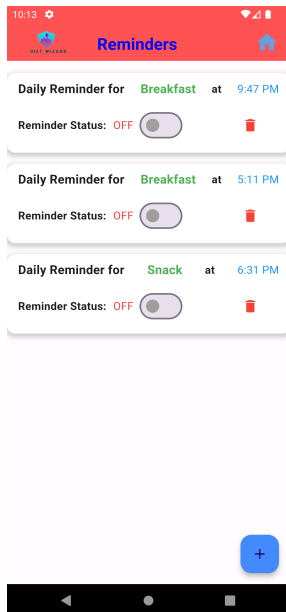 10:13
DIET WIZARD
Reminders
Daily Reminder for Breakfast at 9:47 PM
Reminder Status: OFF
Daily Reminder for Breakfast at 5:11 PM
Reminder Status: OFF
Daily Reminder for Snack at 6:31 PM
Reminder Status: OFF
+